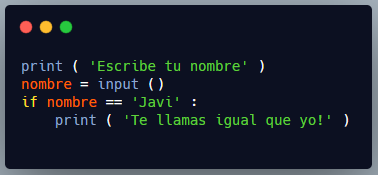 print ( 'Escribe tu nombre' )
nombre = input ()
if nombre == 'Javi' :
    print ( 'Te llamas igual que yo!' )